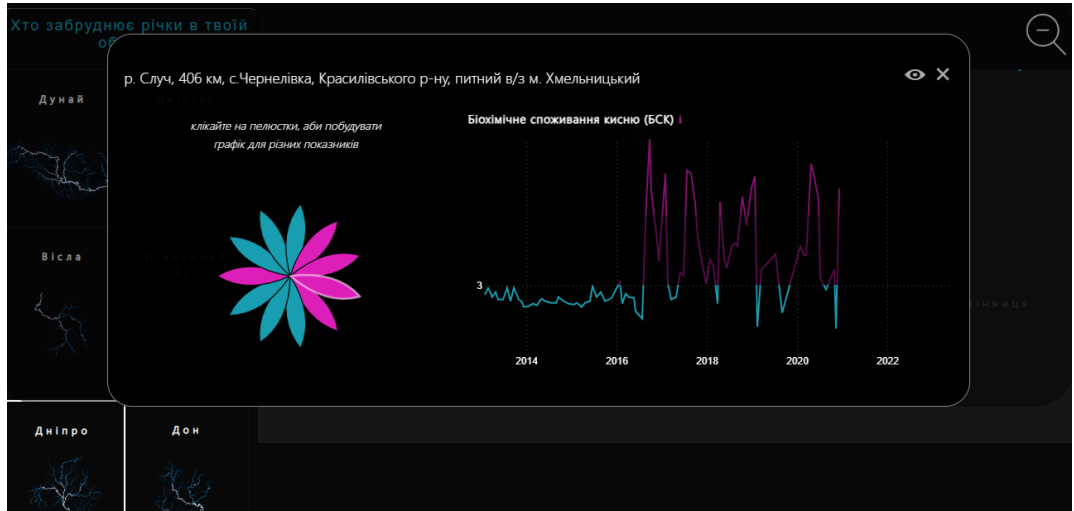 Хто забруднює річки в твоїй
р. Случ, 406 км, с.Чернелівка, Красилівського р-ну, питний в/з м. Хмельницький
Дунай
клікайте на пелюстки, аби побудувати
графік для різних показників
Біохімічне споживання кисню (БСК) i
3
2014
2016
2018
2020
2022
Вісла
Дніпро
Дон